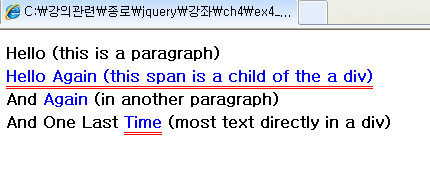 C:\강의관련\종로\jquery\강좌\ch4\ex4_...
Hello (this is a paragraph)
Hello Again (this span is a child of the a div)
And Again (in another paragraph)
And One Last Time (most text directly in a div)